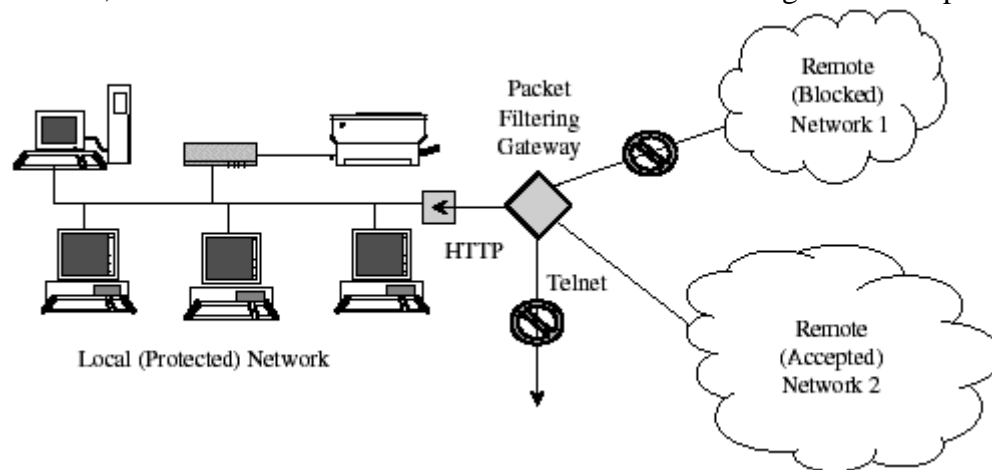 Packet
Filtering
Gateway
Remote
(Blocked)
Network 1
HTTP
Telnet
Local (Protected) Network
Remote
(Accepted)
Network 2